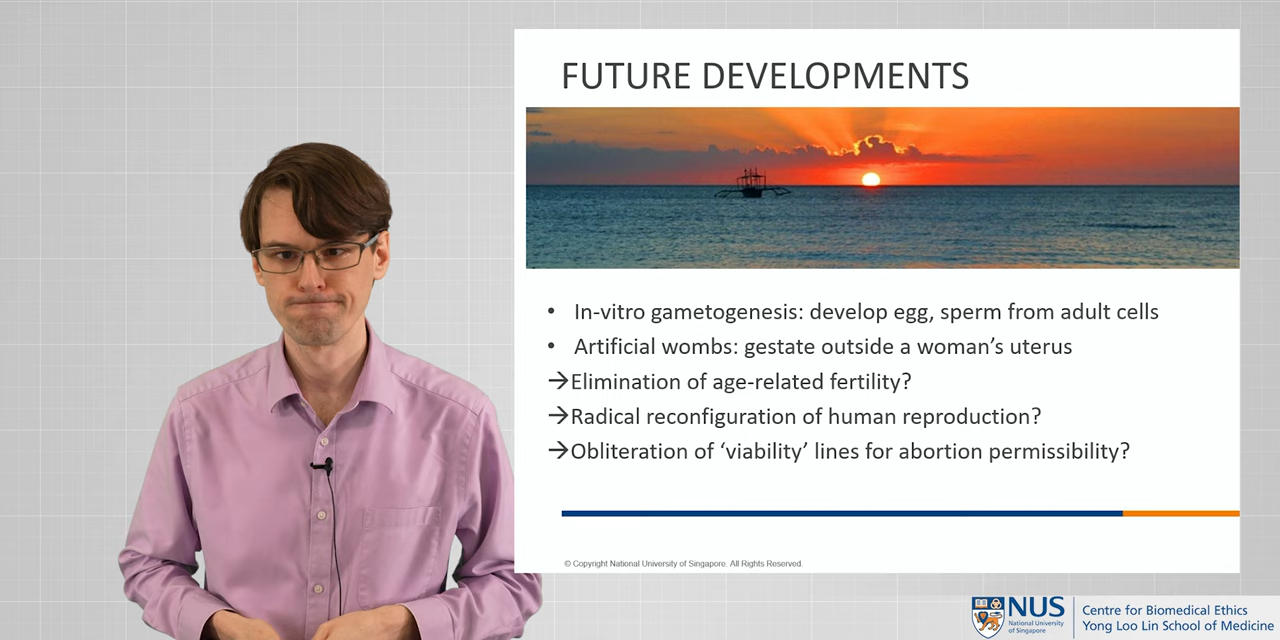 FUTURE DEVELOPMENTS
• In-vitro gametogenesis: develop egg, sperm from adult cells
• Artificial wombs: gestate outside a woman's uterus
→Elimination of age-related fertility?
→Radical reconfiguration of human reproduction?
→Obliteration of ‘viability’ lines for abortion permissibility?
© Copyright National University of Singapore. All Rights Reserved.
NUS
National University
of Singapore
Centre for Biomedical Ethics
Yong Loo Lin School of Medicine